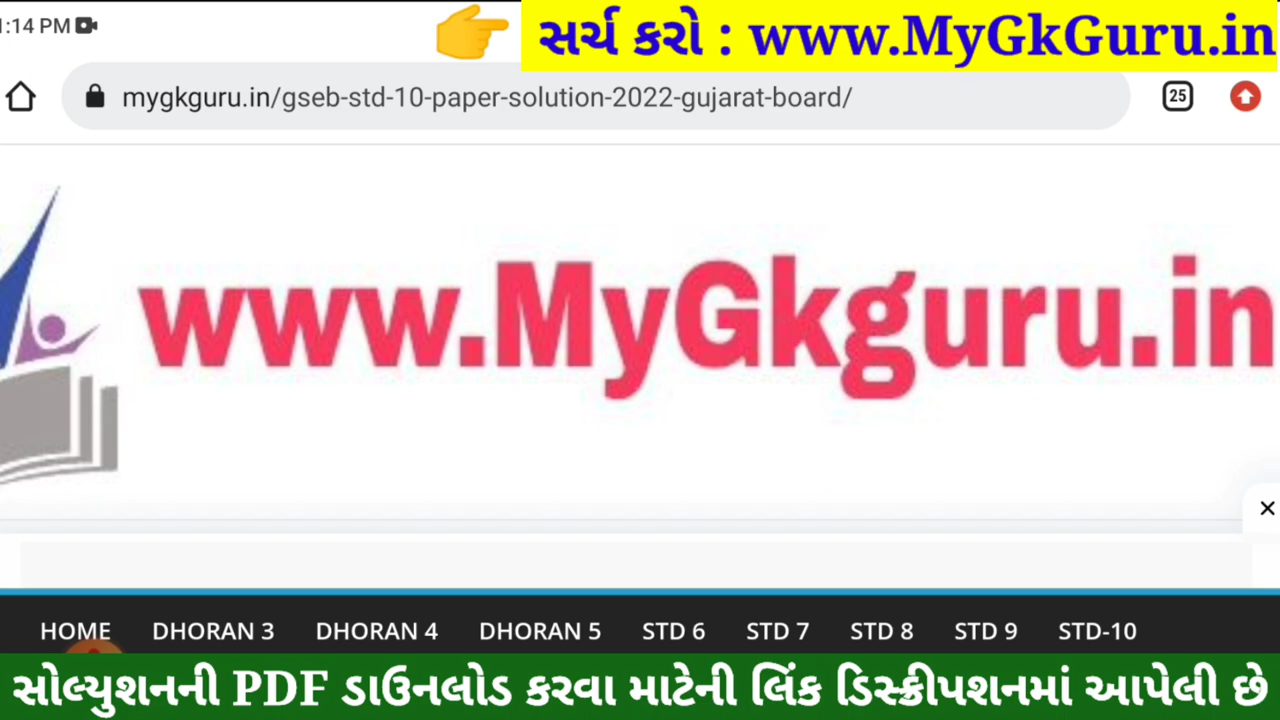 :14 PM
👉 સર્ચ કરો : www.MyGkGuru.in
mygkguru.in/gseb-std-10-paper-solution-2022-gujarat-board/
25
www.MyGkguru.in
HOME DHORAN 3 DHORAN 4 DHORAN 5 STD 6 STD 7 STD 8 STD 9 STD-10
સોલ્યુશનની PDF ડાઉનલોડ કરવા માટેની લિંક ડિસ્ક્રીપશનમાં આપેલી છે